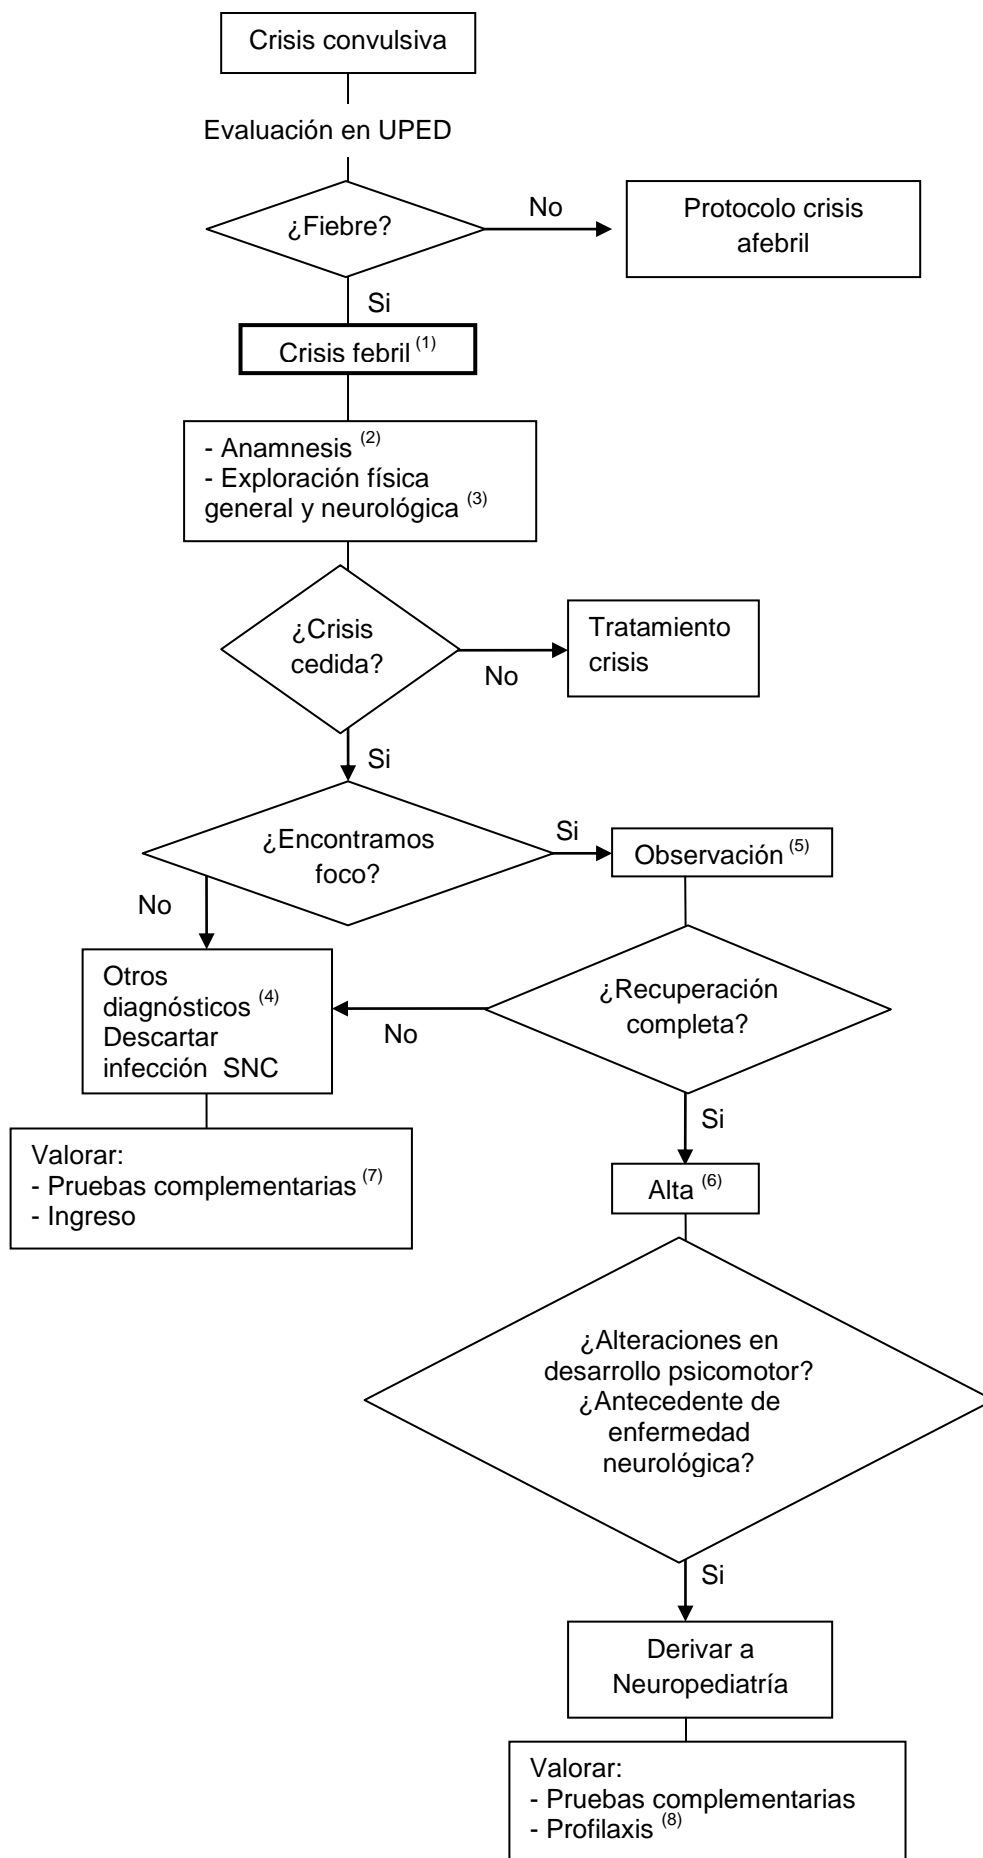 Crisis convulsiva
Evaluación en UPED
¿Fiebre?
No
Protocolo crisis
afebril
Si
Crisis febril (1)
- Anamnesis (2)
- Exploración física
general y neurológica (3)
¿Crisis
cedida?
No
Tratamiento
crisis
Si
¿Encontramos
foco?
Si
Observación (5)
No
Otros
diagnósticos (4)
Descartar
infección SNC
No
¿Recuperación
completa?
Si
Valorar:
- Pruebas complementarias (7)
- Ingreso
Alta (6)
¿Alteraciones en
desarrollo psicomotor?
¿Antecedente de
enfermedad
neurológica?
Si
Derivar a
Neuropediatría
Valorar:
- Pruebas complementarias
- Profilaxis (8)